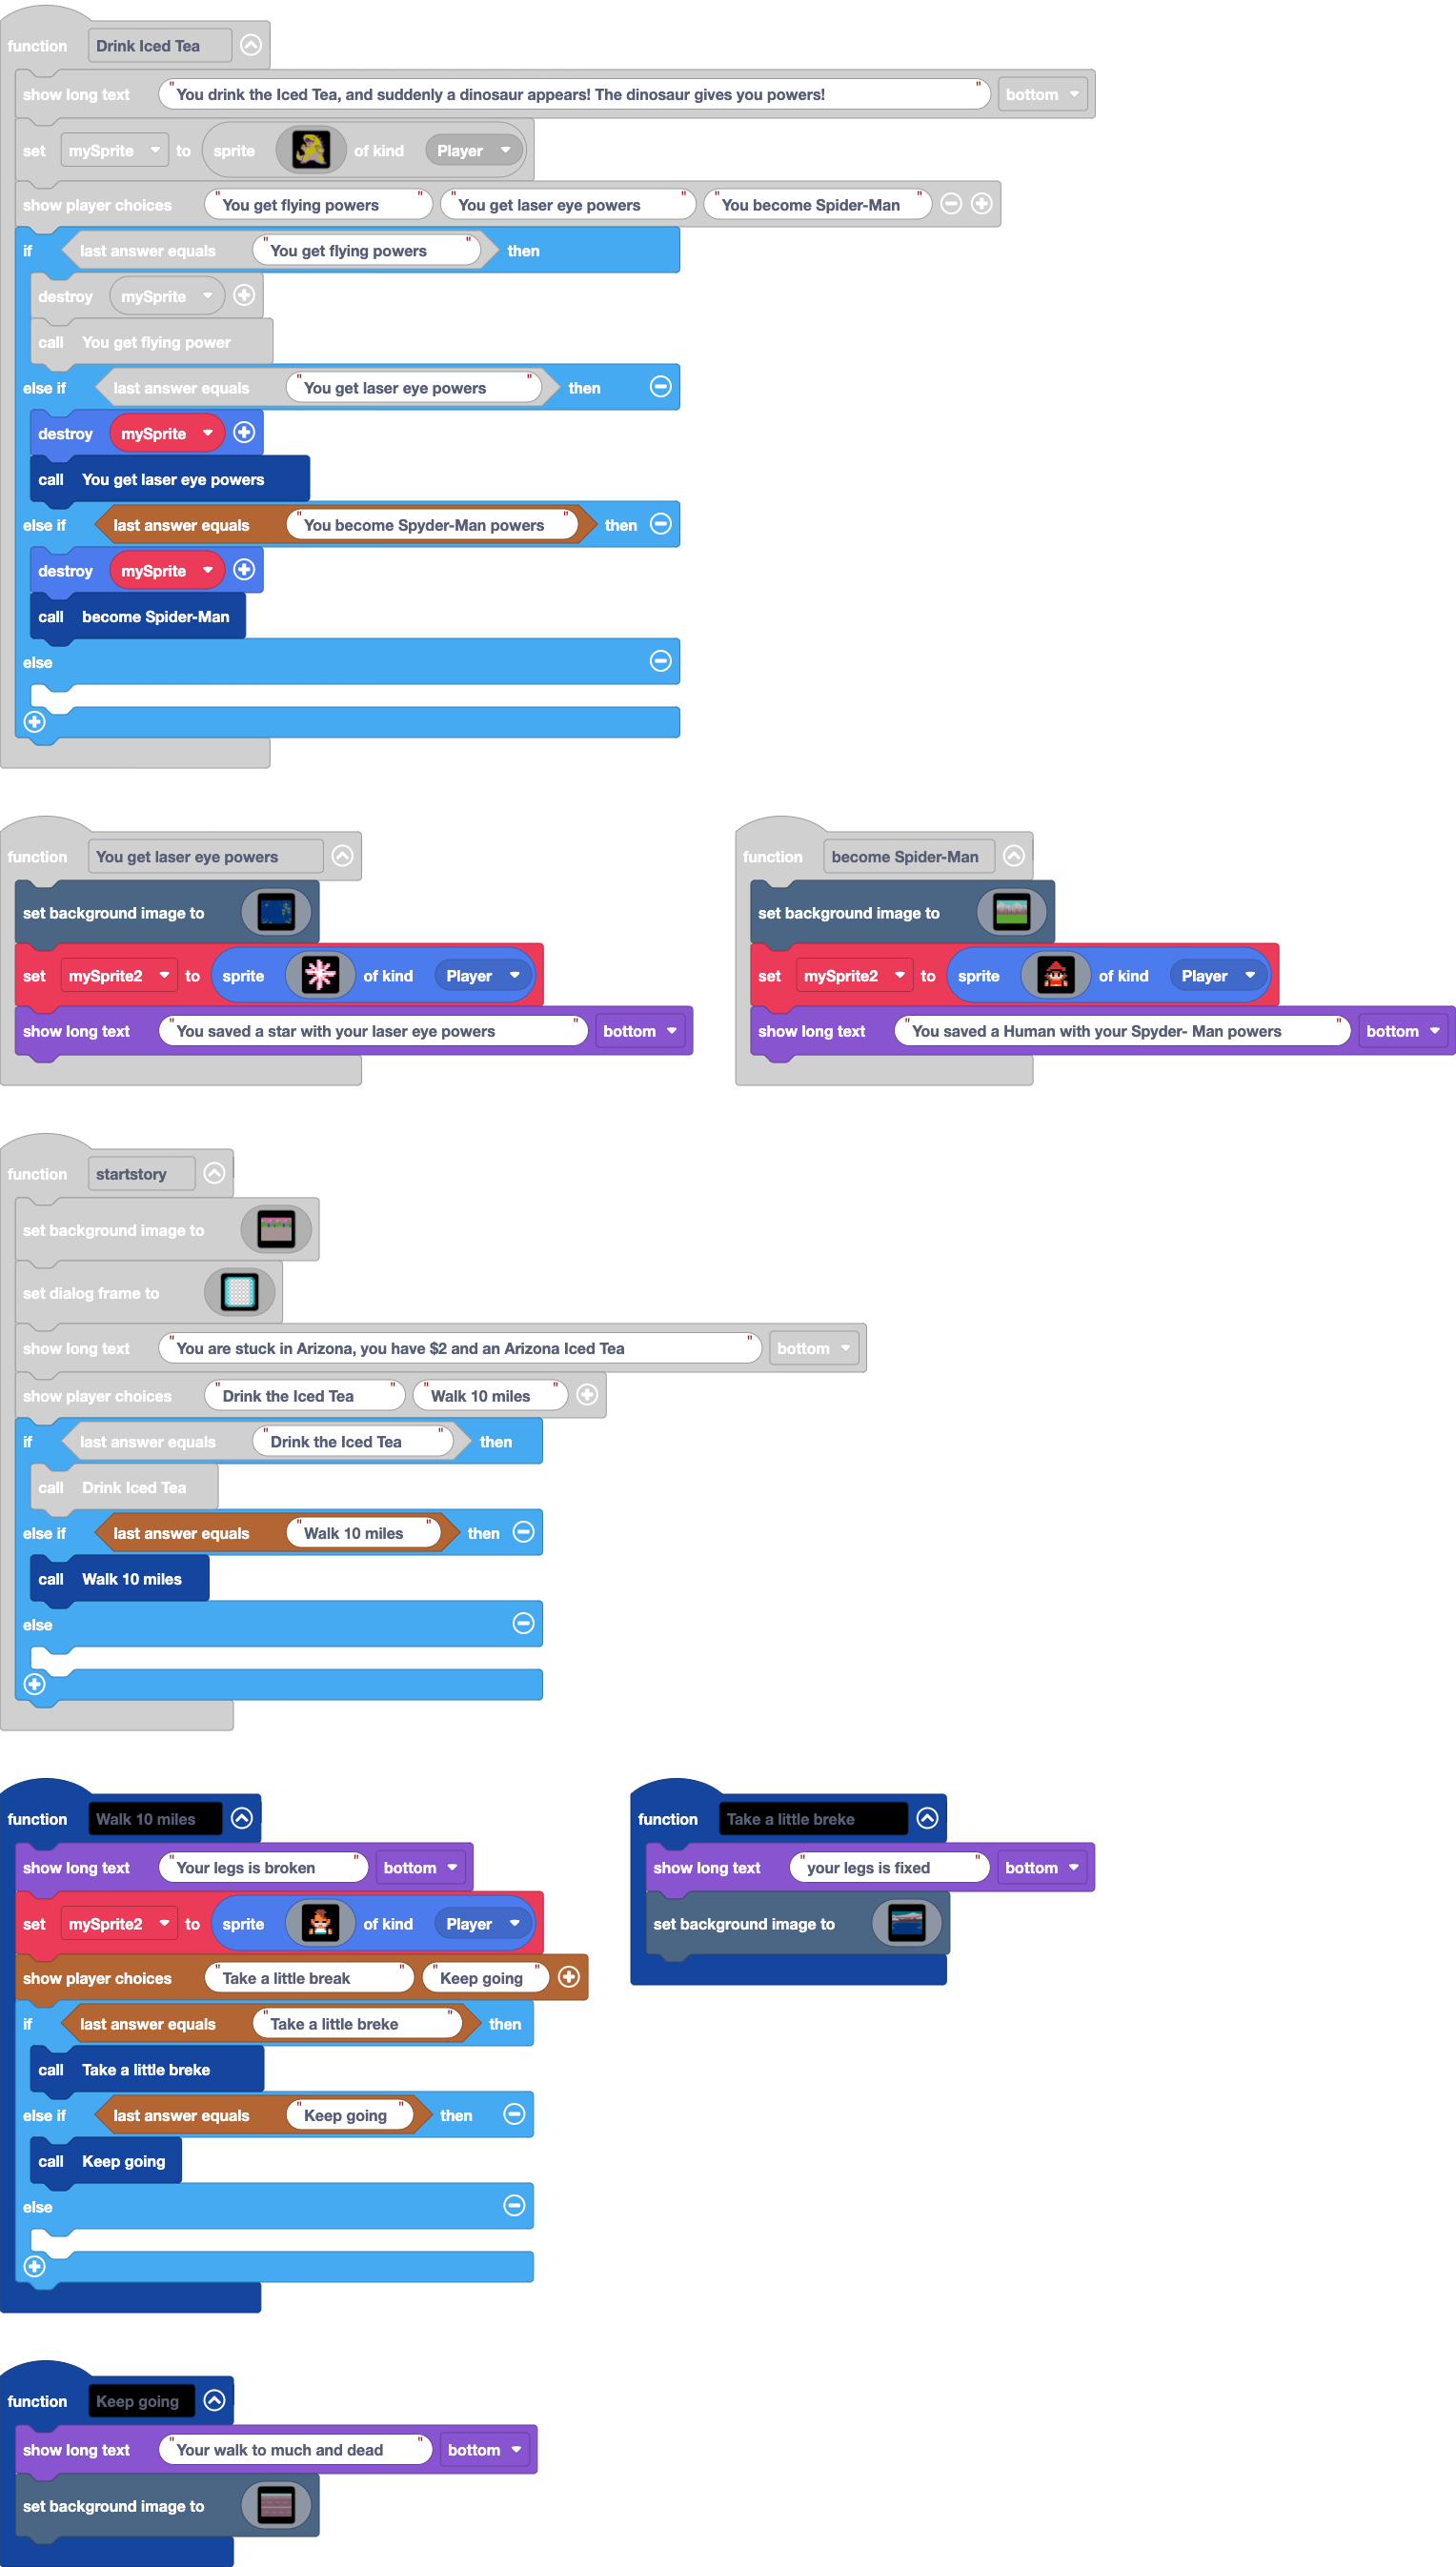 function Drink Iced Tea
show long text "You drink the Iced Tea, and suddenly a dinosaur appears! The dinosaur gives you powers!" bottom
set mySprite to sprite of kind Player
show player choices "You get flying powers" "You get laser eye powers" "You become Spider-Man"
if last answer equals "You get flying powers" then
destroy mySprite
call You get flying power
else if last answer equals "You get laser eye powers" then
destroy mySprite
call You get laser eye powers
else if last answer equals "You become Spyder-Man powers" then
destroy mySprite
call become Spider-Man
else
function You get laser eye powers
set background image to
set mySprite2 to sprite of kind Player
show long text "You saved a star with your laser eye powers" bottom
function become Spider-Man
set background image to
set mySprite2 to sprite of kind Player
show long text "You saved a Human with your Spyder- Man powers" bottom
function startstory
set background image to
set dialog frame to
show long text "You are stuck in Arizona, you have $2 and an Arizona Iced Tea" bottom
show player choices "Drink the Iced Tea" "Walk 10 miles"
if last answer equals "Drink the Iced Tea" then
call Drink Iced Tea
else if last answer equals "Walk 10 miles" then
call Walk 10 miles
else
function Walk 10 miles
show long text "Your legs is broken" bottom
set mySprite2 to sprite of kind Player
show player choices "Take a little break" "Keep going"
if last answer equals "Take a little breke" then
call Take a little breke
else if last answer equals "Keep going" then
call Keep going
else
function Take a little breke
show long text "your legs is fixed" bottom
set background image to
function Keep going
show long text "Your walk to much and dead" bottom
set background image to